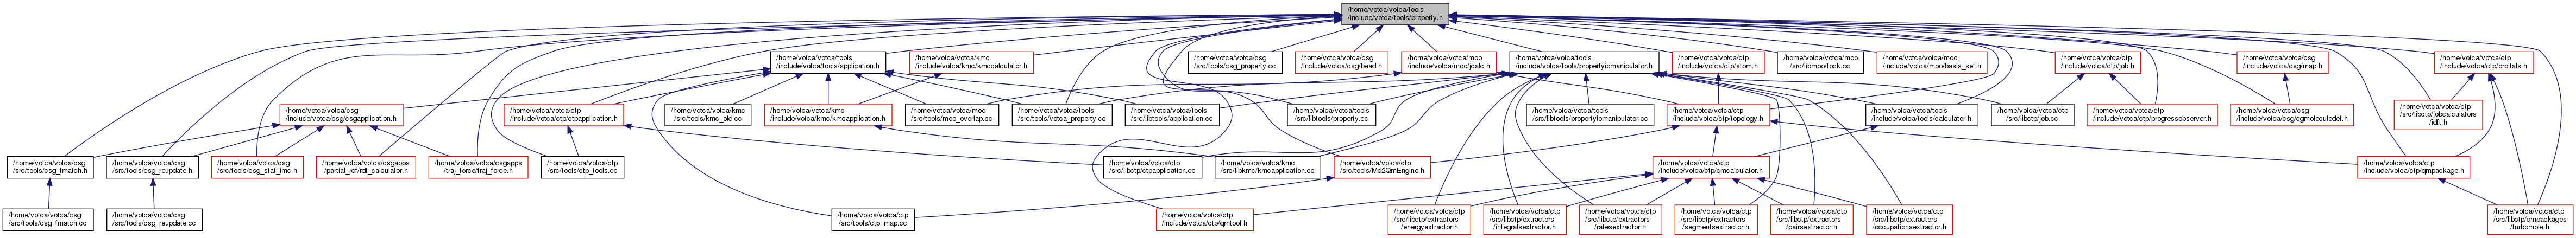 /home/votca/votca/tools
/include/votca/tools/property.h
/home/votca/votca/tools
/include/votca/tools/application.h
/home/votca/votca/kmc
/include/votca/kmc/kmccalculator.h
/home/votca/votca/csg
/src/tools/csg_property.cc
/home/votca/votca/csg
/include/votca/csg/bead.h
/home/votca/votca/moo
/include/votca/moo/jcalc.h
/home/votca/votca/tools
/include/votca/tools/propertyiomanipulator.h
/home/votca/votca/ctp
/include/votca/ctp/atom.h
/home/votca/votca/moo
/src/libmoo/fock.cc
/home/votca/votca/moo
/include/votca/moo/basis_set.h
/home/votca/votca/ctp
/include/votca/ctp/job.h
/home/votca/votca/csg
/include/votca/csg/map.h
/home/votca/votca/ctp
/include/votca/ctp/orbitals.h
/home/votca/votca/csg
/include/votca/csg/csgapplication.h
/home/votca/votca/ctp
/include/votca/ctp/ctpapplication.h
/home/votca/votca/kmc
/src/tools/kmc_old.cc
/home/votca/votca/kmc
/include/votca/kmc/kmcapplication.h
/home/votca/votca/moo
/src/tools/moo_overlap.cc
/home/votca/votca/tools
/src/tools/votca_property.cc
/home/votca/votca/tools
/src/libtools/application.cc
/home/votca/votca/tools
/src/libtools/property.cc
/home/votca/votca/ctp
/include/votca/ctp/topology.h
/home/votca/votca/tools
/src/libtools/propertyiomanipulator.cc
/home/votca/votca/tools
/include/votca/tools/calculator.h
/home/votca/votca/ctp
/src/libctp/job.cc
/home/votca/votca/ctp
/include/votca/ctp/progressobserver.h
/home/votca/votca/csg
/include/votca/csg/cgmoleculedef.h
/home/votca/votca/ctp
/src/libctp/jobcalculators
/idft.h
/home/votca/votca/csg
/src/tools/csg_fmatch.h
/home/votca/votca/csg
/src/tools/csg_reupdate.h
/home/votca/votca/csg
/src/tools/csg_stat_imc.h
/home/votca/votca/csgapps
/partial_rdf/rdf_calculator.h
/home/votca/votca/csgapps
/traj_force/traj_force.h
/home/votca/votca/ctp
/src/tools/ctp_tools.cc
/home/votca/votca/ctp
/src/libctp/ctpapplication.cc
/home/votca/votca/kmc
/src/libkmc/kmcapplication.cc
/home/votca/votca/ctp
/src/tools/Md2QmEngine.h
/home/votca/votca/ctp
/include/votca/ctp/qmcalculator.h
/home/votca/votca/ctp
/include/votca/ctp/qmpackage.h
/home/votca/votca/csg
/src/tools/csg_fmatch.cc
/home/votca/votca/csg
/src/tools/csg_reupdate.cc
/home/votca/votca/ctp
/src/tools/ctp_map.cc
/home/votca/votca/ctp
/include/votca/ctp/qmtool.h
/home/votca/votca/ctp
/src/libctp/extractors
/energyextractor.h
/home/votca/votca/ctp
/src/libctp/extractors
/integralsextractor.h
/home/votca/votca/ctp
/src/libctp/extractors
/ratesextractor.h
/home/votca/votca/ctp
/src/libctp/extractors
/segmentsextractor.h
/home/votca/votca/ctp
/src/libctp/extractors
/pairsextractor.h
/home/votca/votca/ctp
/src/libctp/extractors
/occupationsextractor.h
/home/votca/votca/ctp
/src/libctp/qmpackages
/turbomole.h